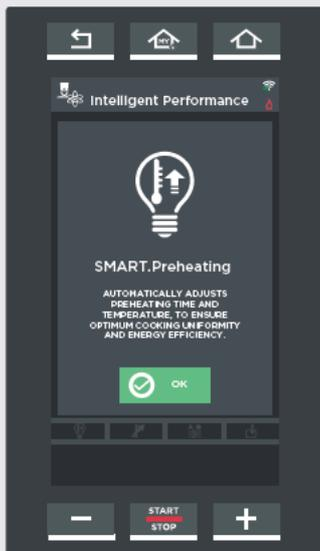 MY
Intelligent Performance
SMART.Preheating
AUTOMATICALLY ADJUSTS
PREHEATING TIME AND
TEMPERATURE, TO ENSURE
OPTIMUM COOKING UNIFORMITY
AND ENERGY EFFICIENCY.
OK
START
STOP